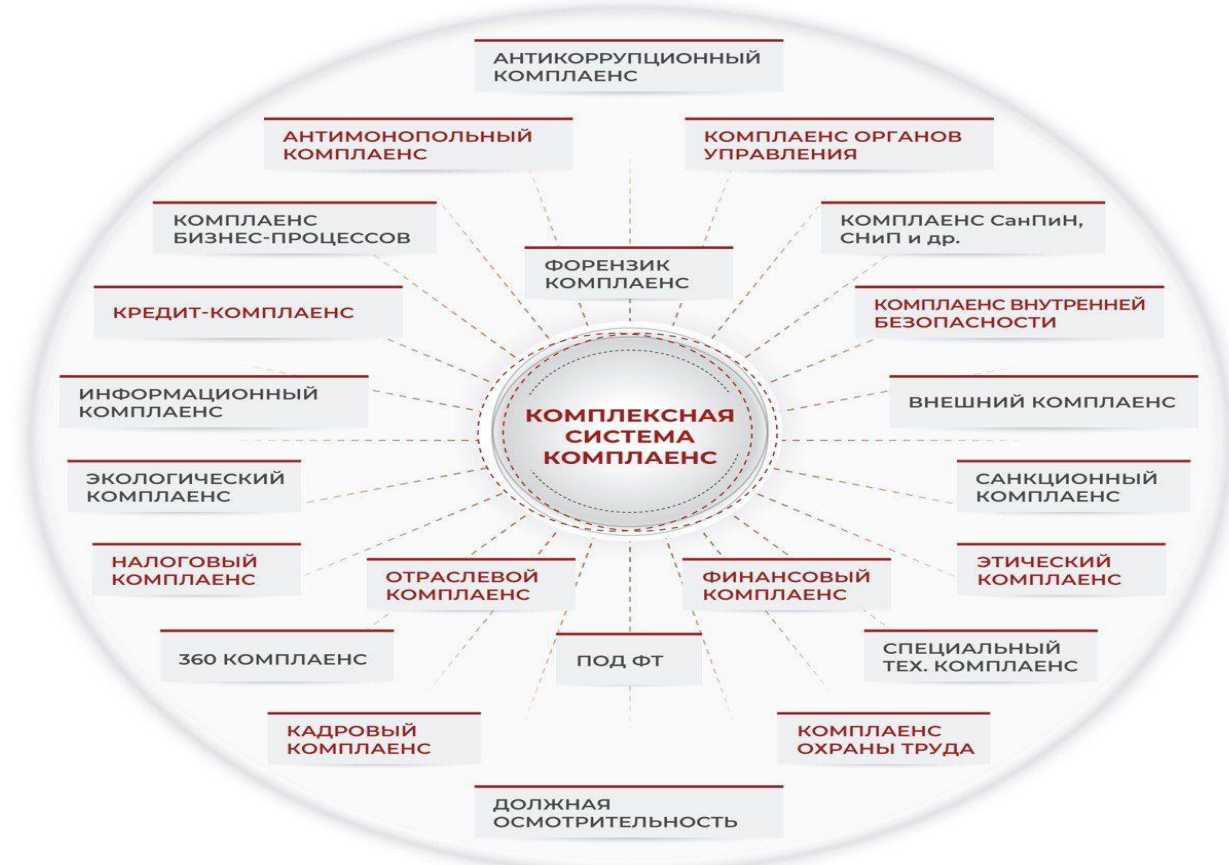 АНТИКОРРУПЦИОННЫЙ
КОМПЛАЕНС
АНТИМОНОПОЛЬНЫЙ
КОМПЛАЕНС
КОМПЛАЕНС ОРГАНОВ
УПРАВЛЕНИЯ
КОМПЛАЕНС
БИЗНЕС-ПРОЦЕССОВ
КОМПЛАЕНС СанПиН,
СНиП и др.
ФОРЕНЗИК
КОМПЛАЕНС
КРЕДИТ-КОМПЛАЕНС
КОМПЛАЕНС ВНУТРЕННЕЙ
БЕЗОПАСНОСТИ
ИНФОРМАЦИОННЫЙ
КОМПЛАЕНС
ВНЕШНИЙ КОМПЛАЕНС
КОМПЛЕКСНАЯ
СИСТЕМА
КОМПЛАЕНС
ЭКОЛОГИЧЕСКИЙ
КОМПЛАЕНС
САНКЦИОННЫЙ
КОМПЛАЕНС
НАЛОГОВЫЙ
КОМПЛАЕНС
ОТРАСЛЕВОЙ
КОМПЛАЕНС
ФИНАНСОВЫЙ
КОМПЛАЕНС
ЭТИЧЕСКИЙ
КОМПЛАЕНС
360 КОМПЛАЕНС
ПОД ФТ
СПЕЦИАЛЬНЫЙ
ТЕХ. КОМПЛАЕНС
КАДРОВЫЙ
КОМПЛАЕНС
КОМПЛАЕНС
ОХРАНЫ ТРУДА
ДОЛЖНАЯ
ОСМОТРИТЕЛЬНОСТЬ